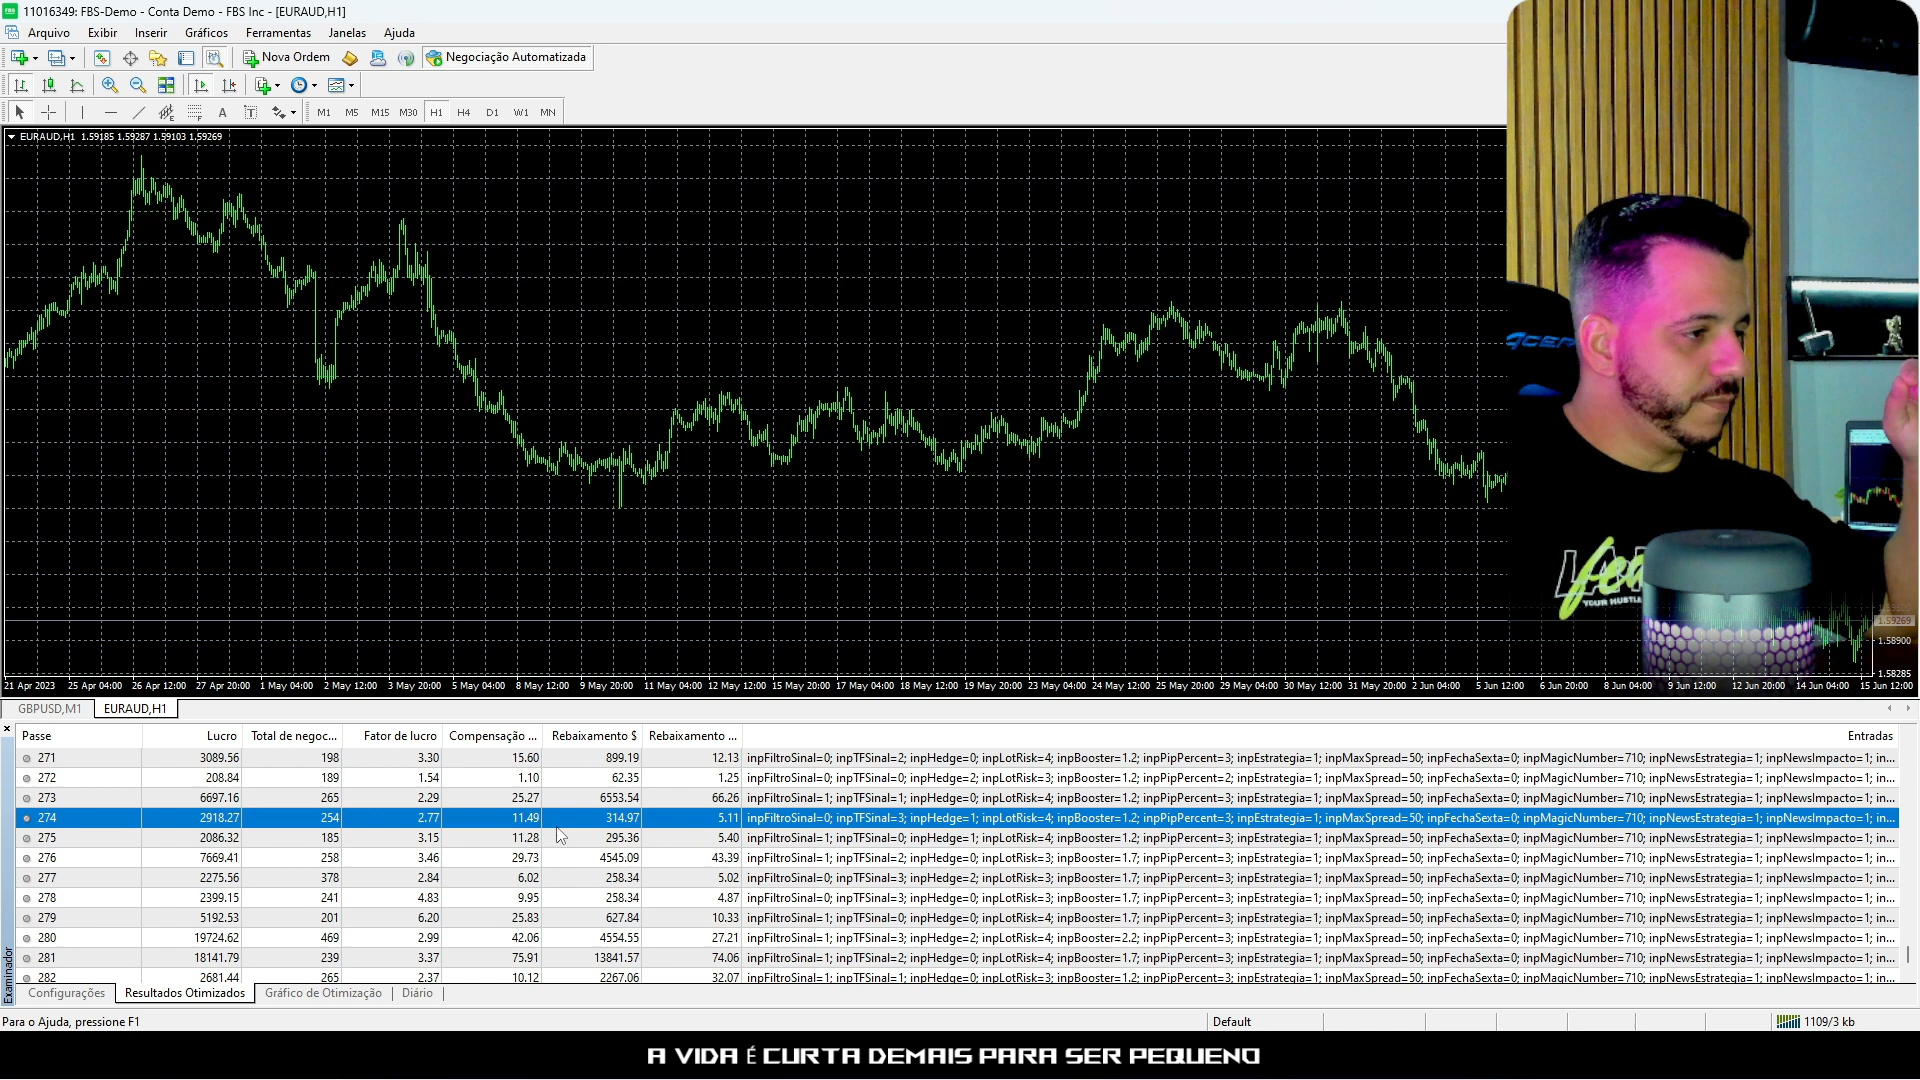 11016349: FBS-Demo - Conta Demo - FBS Inc - [EURAUD,H1]
Arquivo Exibir Inserir Gráficos Ferramentas Janelas Ajuda
Nova Ordem Negociação Automatizada
A T M1 M5 M15 M30 H1 H4 D1 W1 MN
EURAUD,H1 1.59185 1.59287 1.59103 1.59269
acer
YOUR HUSTLE
1.59269
1.58900
1.58285
21 Apr 2023 25 Apr 04:00 26 Apr 12:00 27 Apr 20:00 1 May 04:00 2 May 12:00 3 May 20:00 5 May 04:00 8 May 12:00 9 May 20:00 11 May 04:00 12 May 12:00 15 May 20:00 17 May 04:00 18 May 12:00 19 May 20:00 23 May 04:00 24 May 12:00 25 May 20:00 29 May 04:00 30 May 12:00 31 May 20:00 2 Jun 04:00 5 Jun 12:00 6 Jun 20:00 8 Jun 04:00 9 Jun 12:00 12 Jun 20:00 14 Jun 04:00 15 Jun 12:00
GBPUSD,M1 EURAUD,H1
Passe Lucro Total de negoc... Fator de lucro Compensação ... Rebaixamento $ Rebaixamento ... Entradas
271 3089.56 198 3.30 15.60 899.19 12.13 inpFiltroSinal=0; inpTFSinal=2; inpHedge=0; inpLotRisk=4; inpBooster=1.2; inpPipPercent=3; inpEstrategia=1; inpMaxSpread=50; inpFechaSexta=0; inpMagicNumber=710; inpNewsEstrategia=1; inpNewsImpacto=1; in...
272 208.84 189 1.54 1.10 62.35 1.25 inpFiltroSinal=0; inpTFSinal=0; inpHedge=2; inpLotRisk=3; inpBooster=1.2; inpPipPercent=2; inpEstrategia=1; inpMaxSpread=50; inpFechaSexta=0; inpMagicNumber=710; inpNewsEstrategia=1; inpNewsImpacto=1; in...
273 6697.16 265 2.29 25.27 6553.54 66.26 inpFiltroSinal=1; inpTFSinal=1; inpHedge=0; inpLotRisk=4; inpBooster=1.2; inpPipPercent=3; inpEstrategia=1; inpMaxSpread=50; inpFechaSexta=0; inpMagicNumber=710; inpNewsEstrategia=1; inpNewsImpacto=1; in...
274 2918.27 254 2.77 11.49 314.97 5.11 inpFiltroSinal=0; inpTFSinal=3; inpHedge=1; inpLotRisk=4; inpBooster=1.2; inpPipPercent=3; inpEstrategia=1; inpMaxSpread=50; inpFechaSexta=0; inpMagicNumber=710; inpNewsEstrategia=1; inpNewsImpacto=1; in...
275 2086.32 185 3.15 11.28 295.36 5.40 inpFiltroSinal=1; inpTFSinal=0; inpHedge=1; inpLotRisk=4; inpBooster=1.2; inpPipPercent=3; inpEstrategia=1; inpMaxSpread=50; inpFechaSexta=0; inpMagicNumber=710; inpNewsEstrategia=1; inpNewsImpacto=1; in...
276 7669.41 258 3.46 29.73 4545.09 43.39 inpFiltroSinal=1; inpTFSinal=2; inpHedge=0; inpLotRisk=3; inpBooster=1.7; inpPipPercent=3; inpEstrategia=1; inpMaxSpread=50; inpFechaSexta=0; inpMagicNumber=710; inpNewsEstrategia=1; inpNewsImpacto=1; in...
277 2275.56 378 2.84 6.02 258.34 5.02 inpFiltroSinal=0; inpTFSinal=3; inpHedge=2; inpLotRisk=3; inpBooster=1.7; inpPipPercent=3; inpEstrategia=1; inpMaxSpread=50; inpFechaSexta=0; inpMagicNumber=710; inpNewsEstrategia=1; inpNewsImpacto=1; in...
278 2399.15 241 4.83 9.95 258.34 4.87 inpFiltroSinal=0; inpTFSinal=3; inpHedge=0; inpLotRisk=3; inpBooster=1.7; inpPipPercent=3; inpEstrategia=1; inpMaxSpread=50; inpFechaSexta=0; inpMagicNumber=710; inpNewsEstrategia=1; inpNewsImpacto=1; in...
279 5192.53 201 6.20 25.83 627.84 10.33 inpFiltroSinal=1; inpTFSinal=0; inpHedge=0; inpLotRisk=4; inpBooster=1.7; inpPipPercent=3; inpEstrategia=1; inpMaxSpread=50; inpFechaSexta=0; inpMagicNumber=710; inpNewsEstrategia=1; inpNewsImpacto=1; in...
280 19724.62 469 2.99 42.06 4554.55 27.21 inpFiltroSinal=1; inpTFSinal=3; inpHedge=2; inpLotRisk=4; inpBooster=2.2; inpPipPercent=3; inpEstrategia=1; inpMaxSpread=50; inpFechaSexta=0; inpMagicNumber=710; inpNewsEstrategia=1; inpNewsImpacto=1; in...
281 18141.79 239 3.37 75.91 13841.57 74.06 inpFiltroSinal=1; inpTFSinal=2; inpHedge=0; inpLotRisk=4; inpBooster=1.7; inpPipPercent=3; inpEstrategia=1; inpMaxSpread=50; inpFechaSexta=0; inpMagicNumber=710; inpNewsEstrategia=1; inpNewsImpacto=1; in...
282 2681.44 265 2.37 10.12 2267.06 32.07 inpFiltroSinal=1; inpTFSinal=1; inpHedge=0; inpLotRisk=3; inpBooster=1.2; inpPipPercent=3; inpEstrategia=1; inpMaxSpread=50; inpFechaSexta=0; inpMagicNumber=710; inpNewsEstrategia=1; inpNewsImpacto=1; in...
Examinador
Configurações Resultados Otimizados Gráfico de Otimização Diário
Para o Ajuda, pressione F1 Default 1109/3 kb
A VIDA É CURTA DEMAIS PARA SER PEQUENO